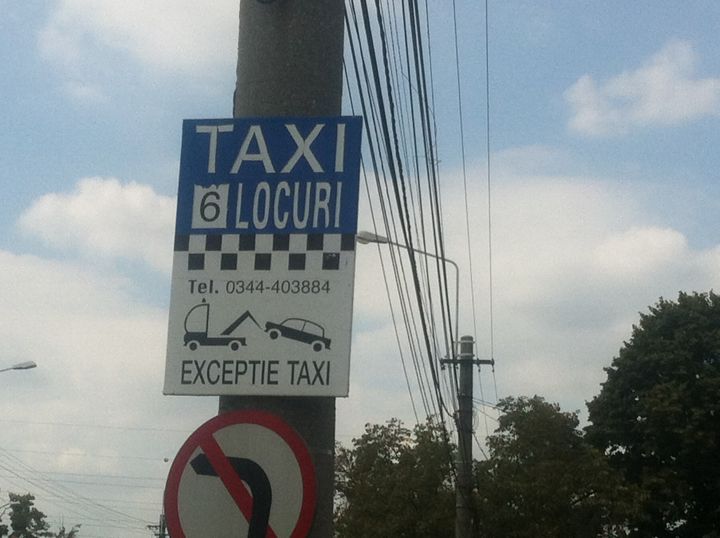 TAXI
6 LOCURI
Tel. 0344-403884
EXCEPTIE TAXI